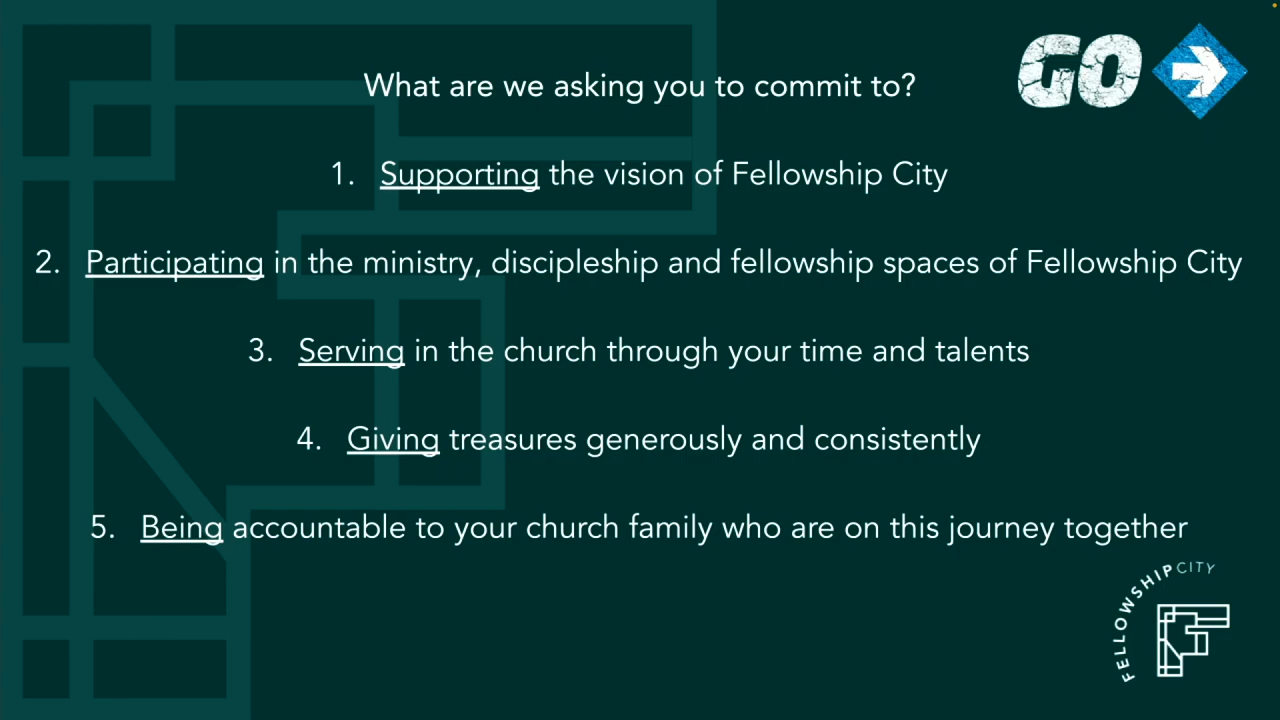 What are we asking you to commit to?
GO
1. Supporting the vision of Fellowship City
2. Participating in the ministry, discipleship and fellowship spaces of Fellowship City
3. Serving in the church through your time and talents
4. Giving treasures generously and consistently
5. Being accountable to your church family who are on this journey together
FELLOWSHIPCITY